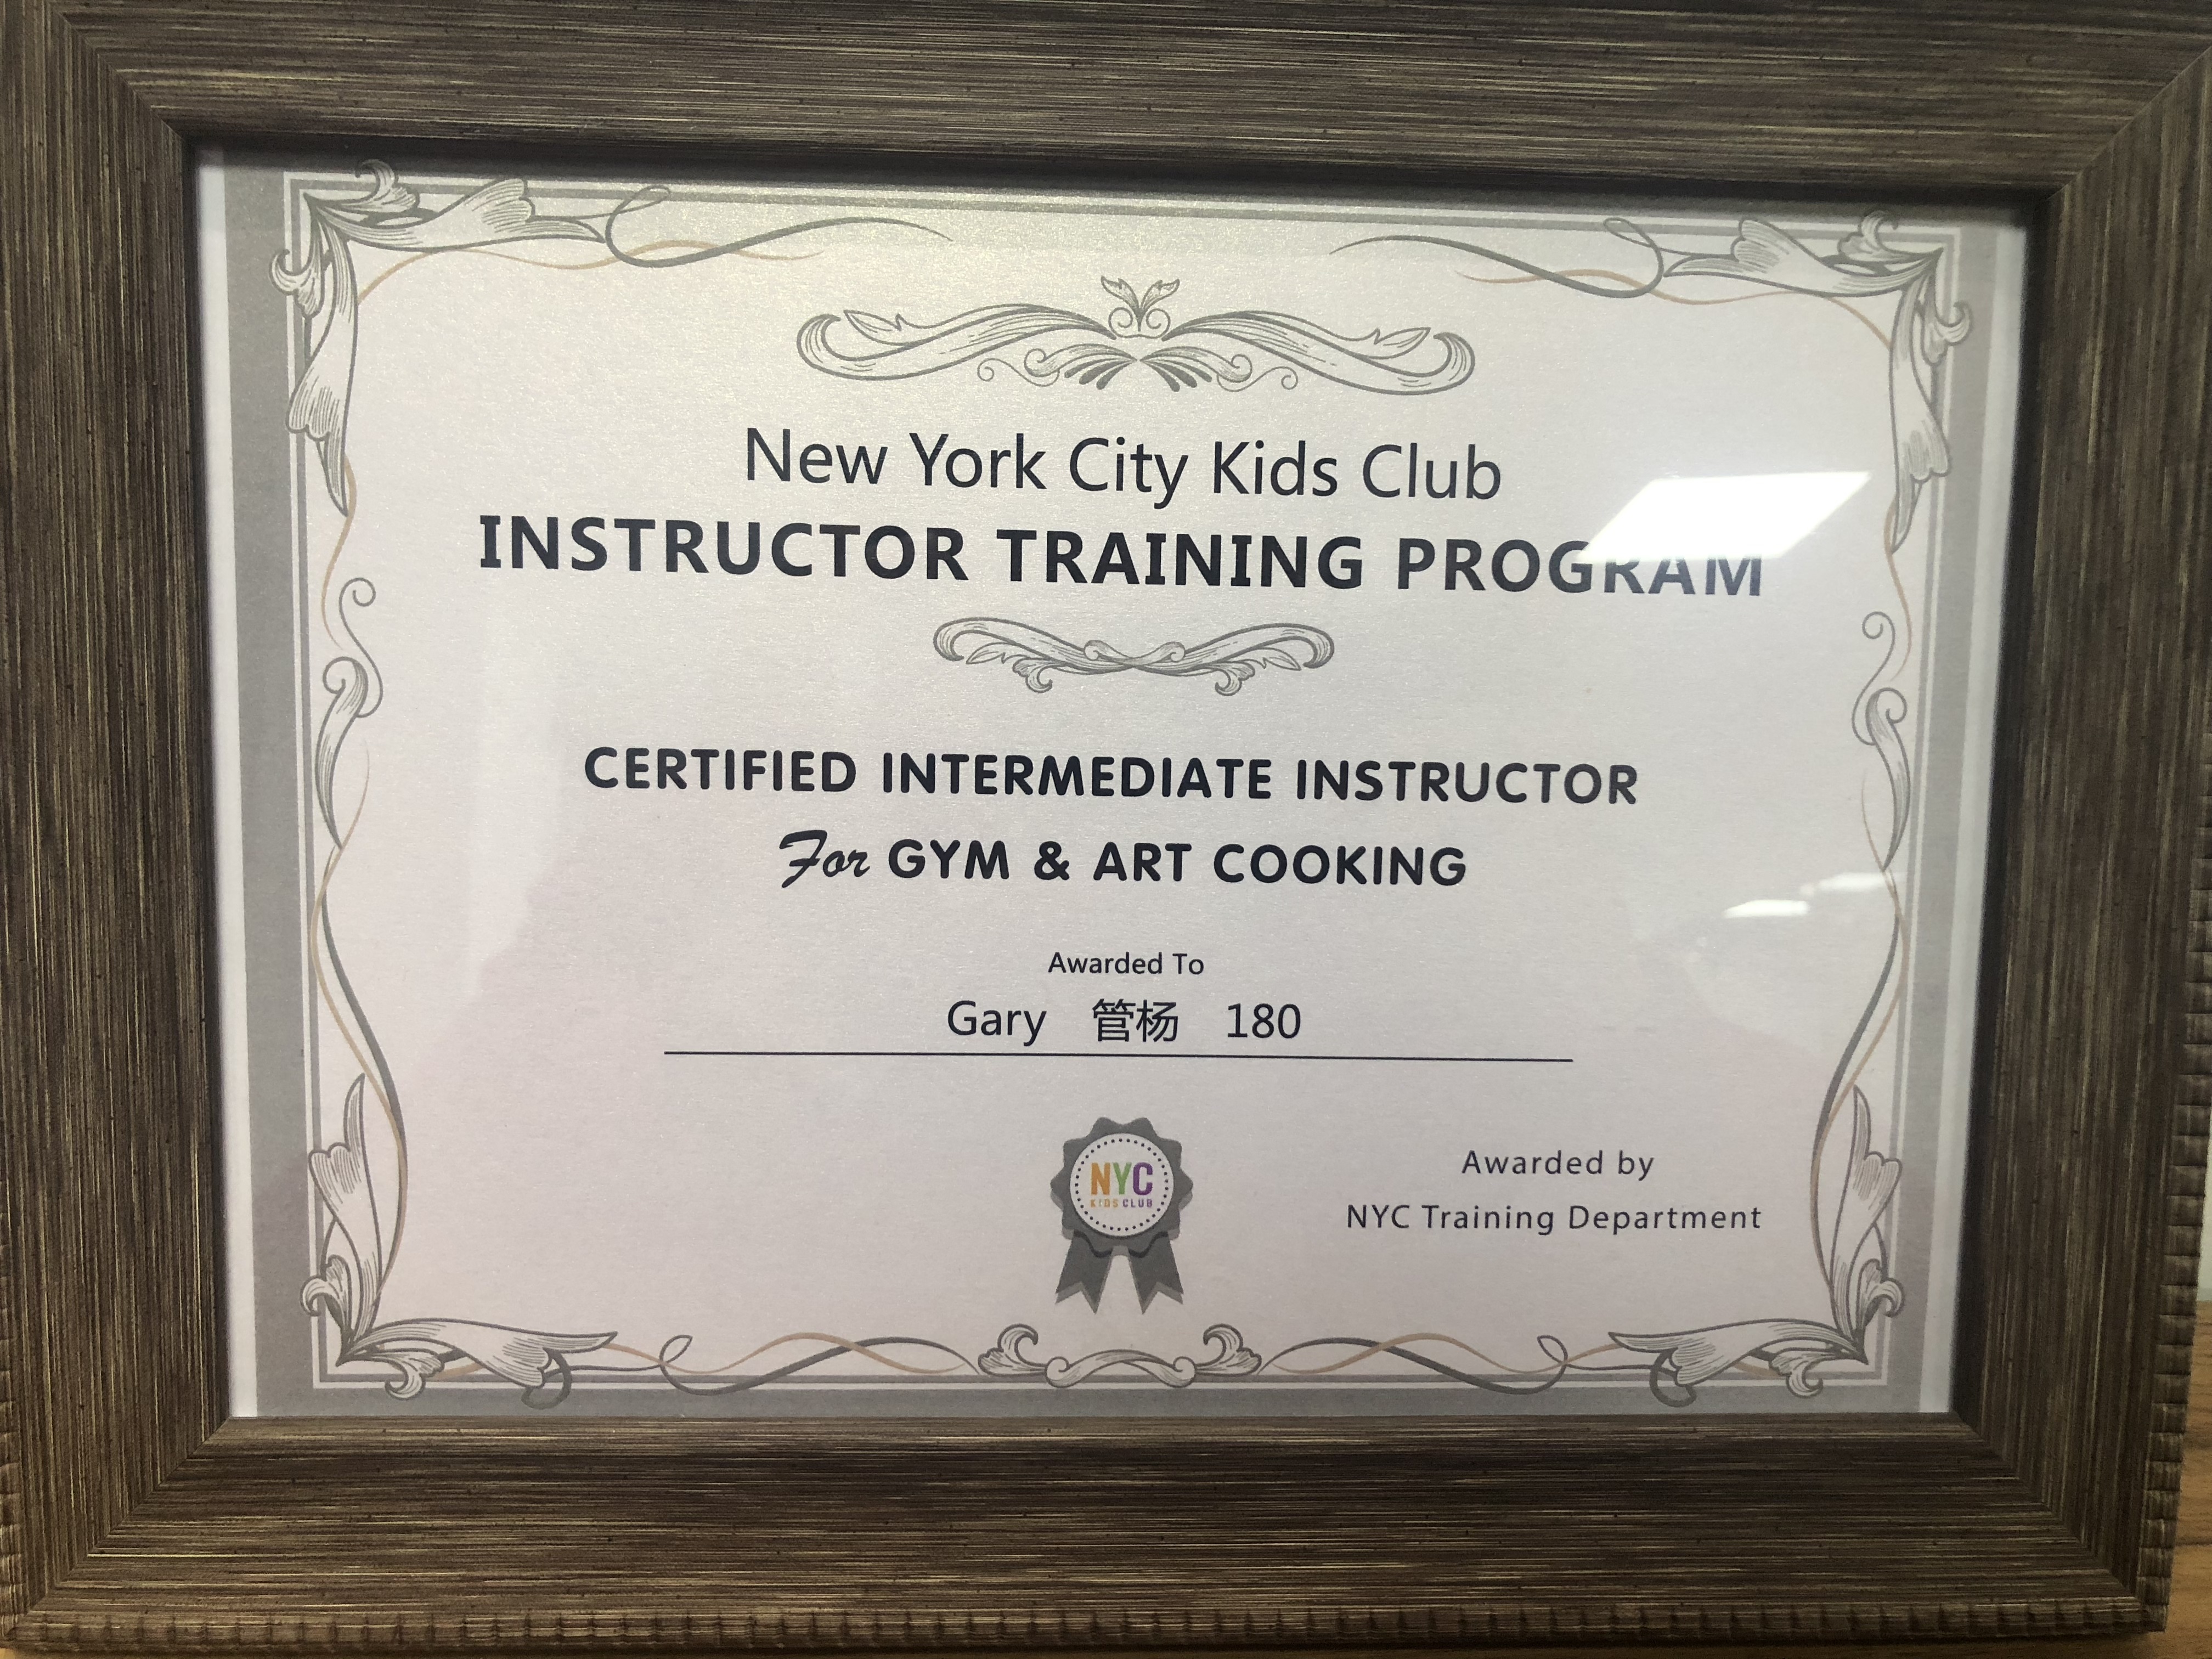 New York City Kids Club
INSTRUCTOR TRAINING PROGRAM
CERTIFIED INTERMEDIATE INSTRUCTOR
For GYM & ART COOKING
Awarded To
Gary 管杨 180
NYC
KIDS CLUB
Awarded by
NYC Training Department